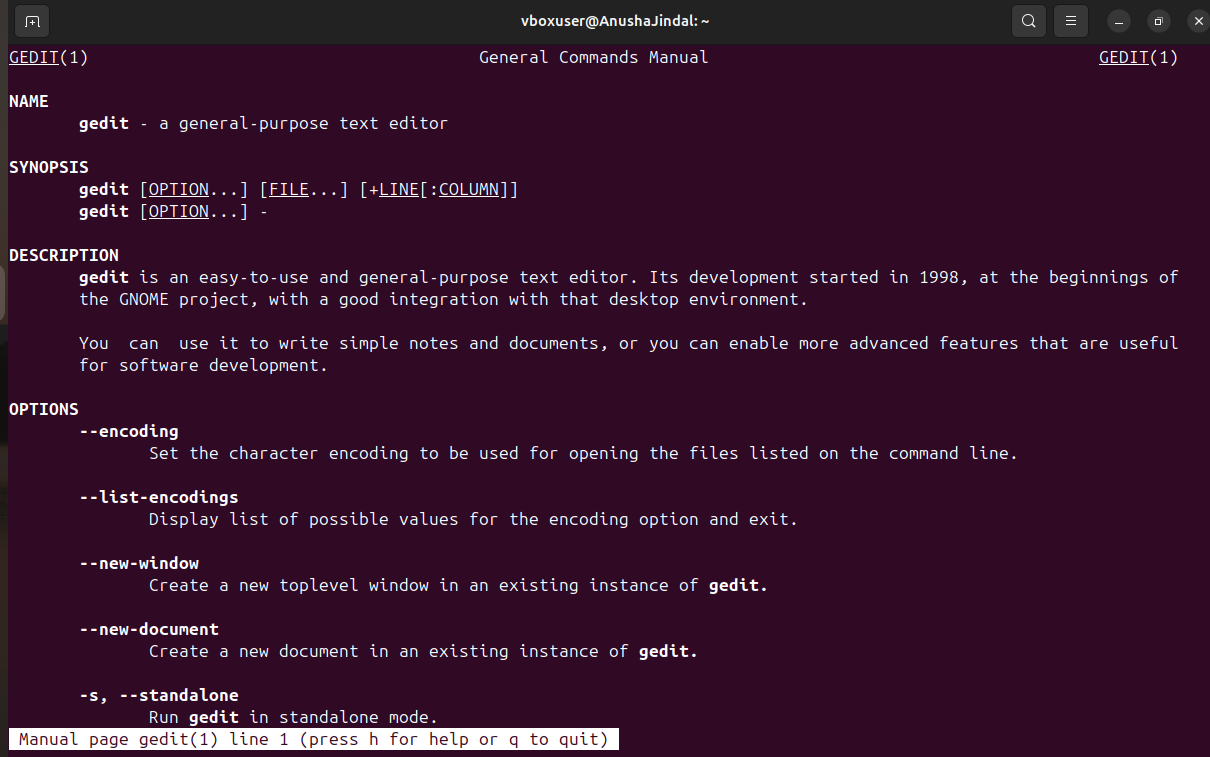 vboxuser@AnushaJindal: ~
GEDIT(1) General Commands Manual GEDIT(1)
NAME
gedit - a general-purpose text editor
SYNOPSIS
gedit [OPTION...] [FILE...] [+LINE[:COLUMN]]
gedit [OPTION...] -
DESCRIPTION
gedit is an easy-to-use and general-purpose text editor. Its development started in 1998, at the beginnings of
the GNOME project, with a good integration with that desktop environment.
You can use it to write simple notes and documents, or you can enable more advanced features that are useful
for software development.
OPTIONS
--encoding
Set the character encoding to be used for opening the files listed on the command line.
--list-encodings
Display list of possible values for the encoding option and exit.
--new-window
Create a new toplevel window in an existing instance of gedit.
--new-document
Create a new document in an existing instance of gedit.
-s, --standalone
Run gedit in standalone mode.
Manual page gedit(1) line 1 (press h for help or q to quit)